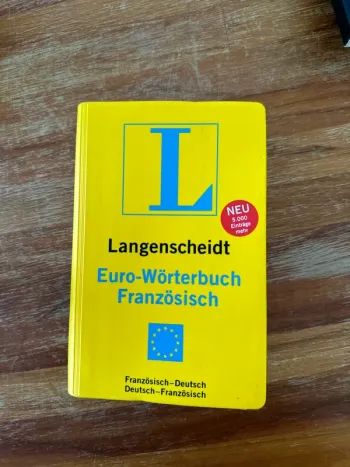 L
NEU
5.000
Einträge
mehr
Langenscheidt
Euro-Wörterbuch
Französisch
Französisch–Deutsch
Deutsch–Französisch